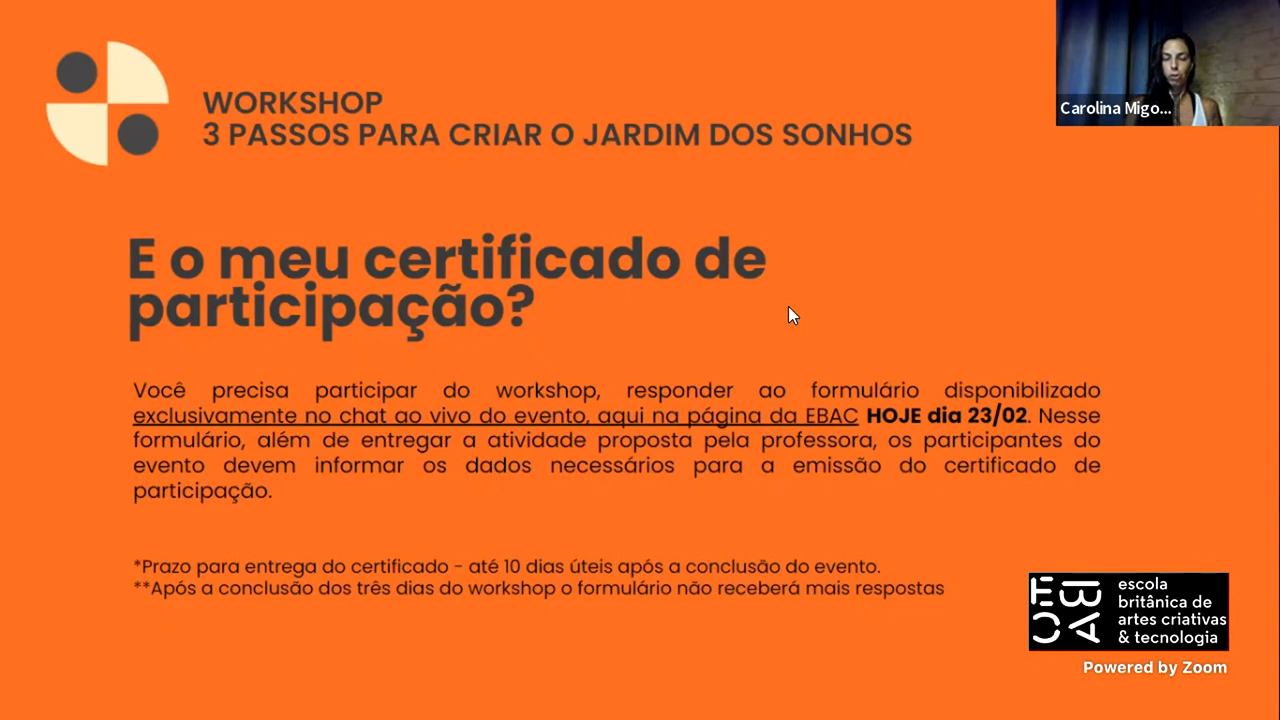 WORKSHOP
3 PASSOS PARA CRIAR O JARDIM DOS SONHOS
Carolina Migo...
E o meu certificado de
participação?
Você precisa participar do workshop, responder ao formulário disponibilizado
exclusivamente no chat ao vivo do evento, aqui na página da EBAC HOJE dia 23/02. Nesse
formulário, além de entregar a atividade proposta pela professora, os participantes do
evento devem informar os dados necessários para a emissão do certificado de
participação.
*Prazo para entrega do certificado - até 10 dias úteis após a conclusão do evento.
**Após a conclusão dos três dias do workshop o formulário não receberá mais respostas
EBAC
escola
britânica de
artes criativas
& tecnologia
Powered by Zoom